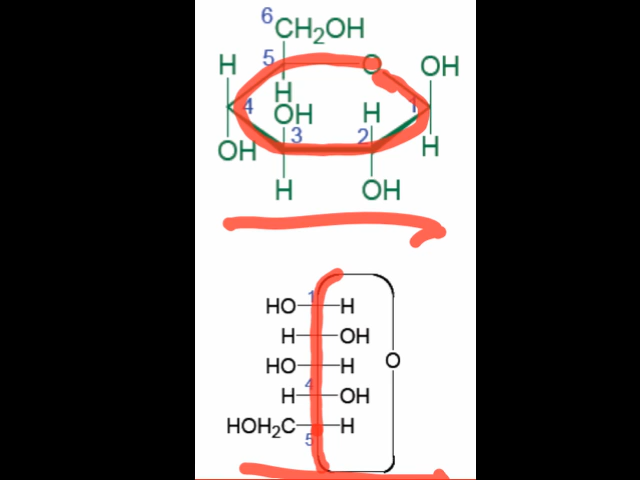 6
CH₂OH
H 5 O OH
H
4 OH H 1
3 2
OH H
H OH
1
HO H
H OH
HO H
O
4
H OH
HOH₂C H
5